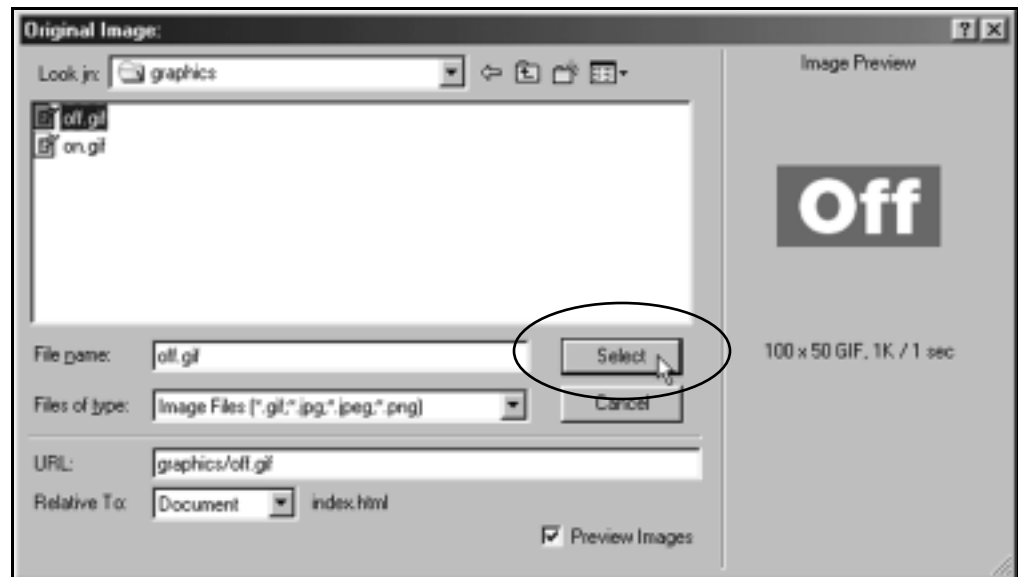 Original Image:
Look in: graphics
Image Preview
off.gif
on.gif
Off
File name: off.gif
Select
100 x 50 GIF, 1K / 1 sec
Files of type: Image Files (*.gif;*.jpg;*.jpeg;*.png)
Cancel
URL: graphics/off.gif
Relative To: Document index.html
Preview Images